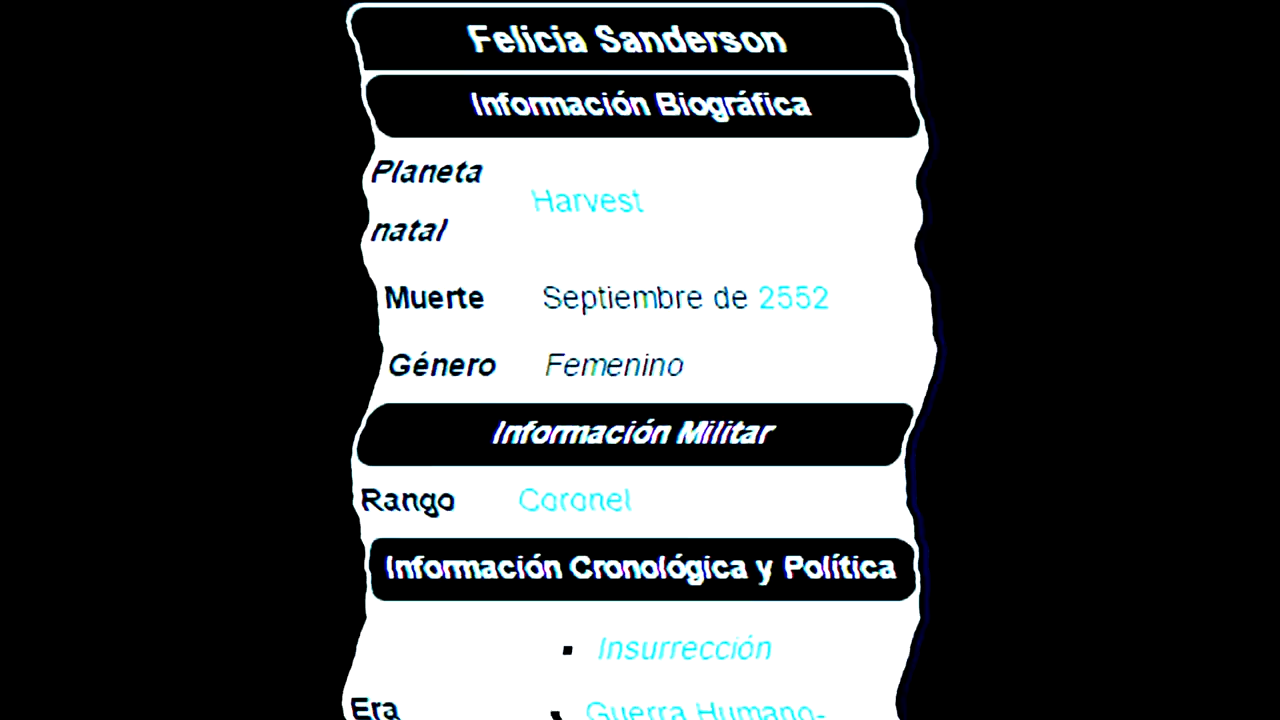 Felicia Sanderson
Información Biográfica
Planeta
natal
Harvest
Muerte Septiembre de 2552
Género Femenino
Información Militar
Rango Coronel
Información Cronológica y Política
▪ Insurrección
Era ▪ Guerra Humano-